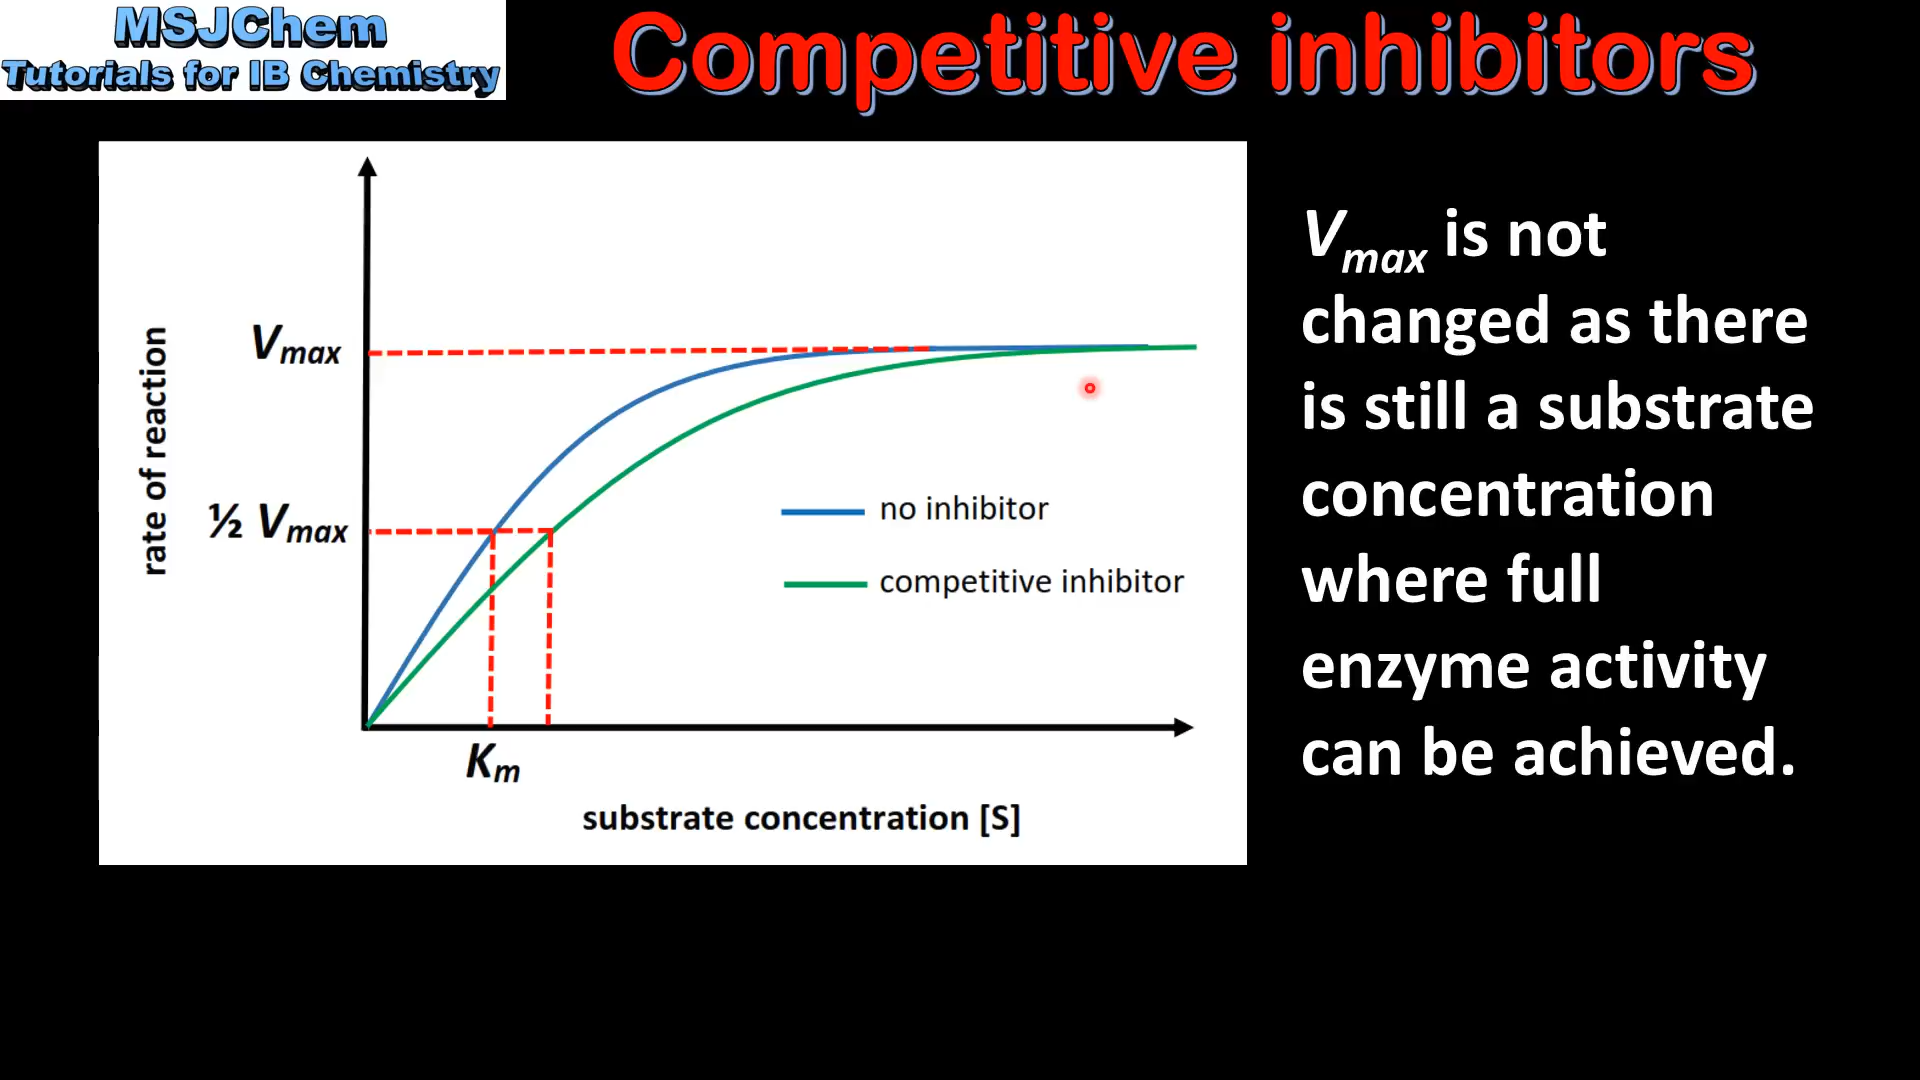 MSJChem
Tutorials for IB Chemistry
Competitive inhibitors
rate of reaction
Vmax
½ Vmax
no inhibitor
competitive inhibitor
Km
substrate concentration [S]
Vmax is not
changed as there
is still a substrate
concentration
where full
enzyme activity
can be achieved.